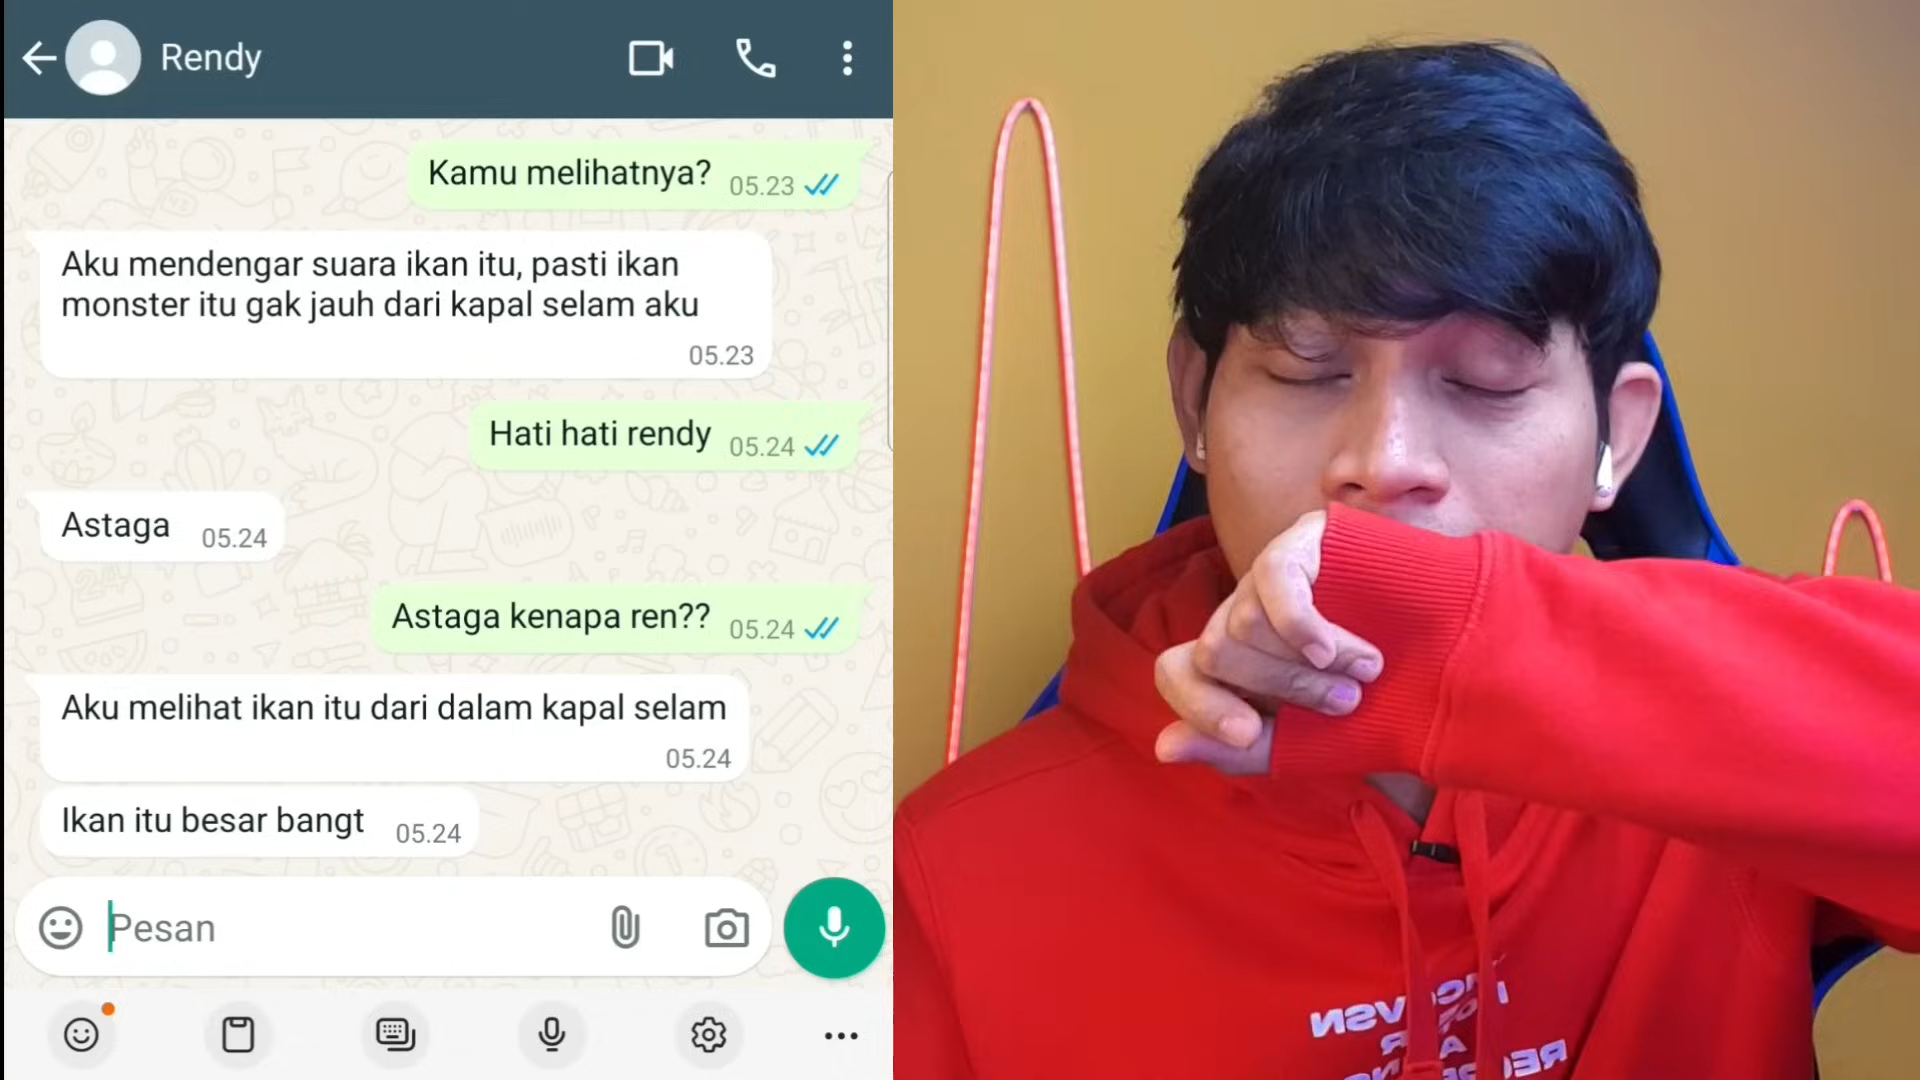 Rendy
Kamu melihatnya? 05.23
Aku mendengar suara ikan itu, pasti ikan
monster itu gak jauh dari kapal selam aku
05.23
Hati hati rendy 05.24
Astaga 05.24
Astaga kenapa ren?? 05.24
Aku melihat ikan itu dari dalam kapal selam
05.24
Ikan itu besar bangt 05.24
Pesan